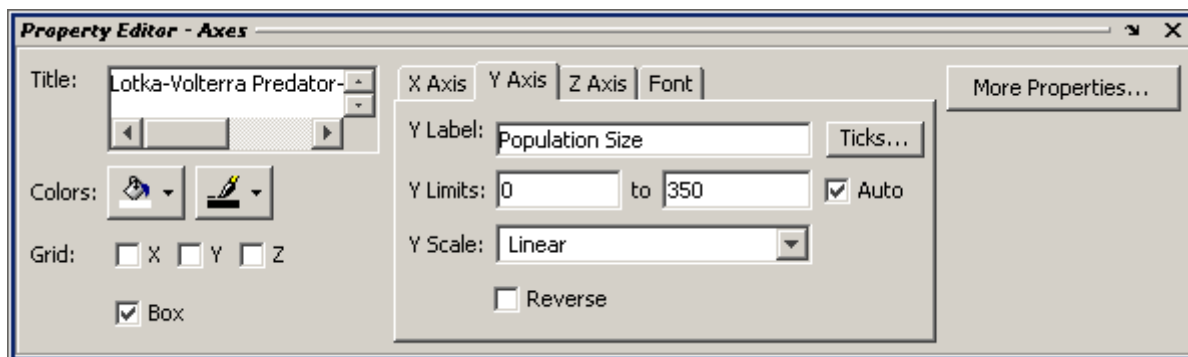 Property Editor - Axes
Title:
Lotka-Volterra Predator-
X Axis
Y Axis
Z Axis
Font
More Properties...
Y Label:
Population Size
Ticks...
Colors:
Y Limits:
0
to
350
Auto
Grid:
X
Y
Z
Y Scale:
Linear
Box
Reverse